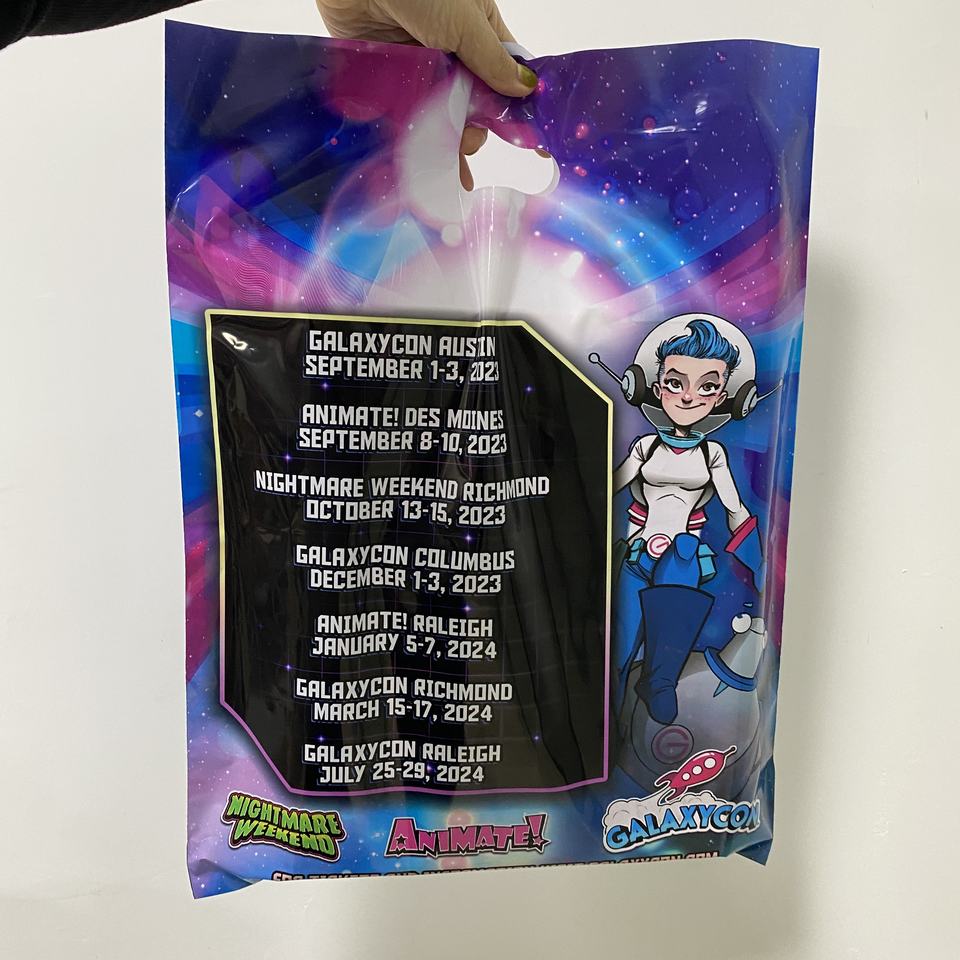 GALAXYCON AUSTIN
SEPTEMBER 1-3, 2023
ANIMATE! DES MOINES
SEPTEMBER 8-10, 2023
NIGHTMARE WEEKEND RICHMOND
OCTOBER 13-15, 2023
GALAXYCON COLUMBUS
DECEMBER 1-3, 2023
ANIMATE! RALEIGH
JANUARY 5-7, 2024
GALAXYCON RICHMOND
MARCH 15-17, 2024
GALAXYCON RALEIGH
JULY 25-29, 2024
G
G
NIGHTMARE
WEEKEND
ANIMATE!
GALAXYCON